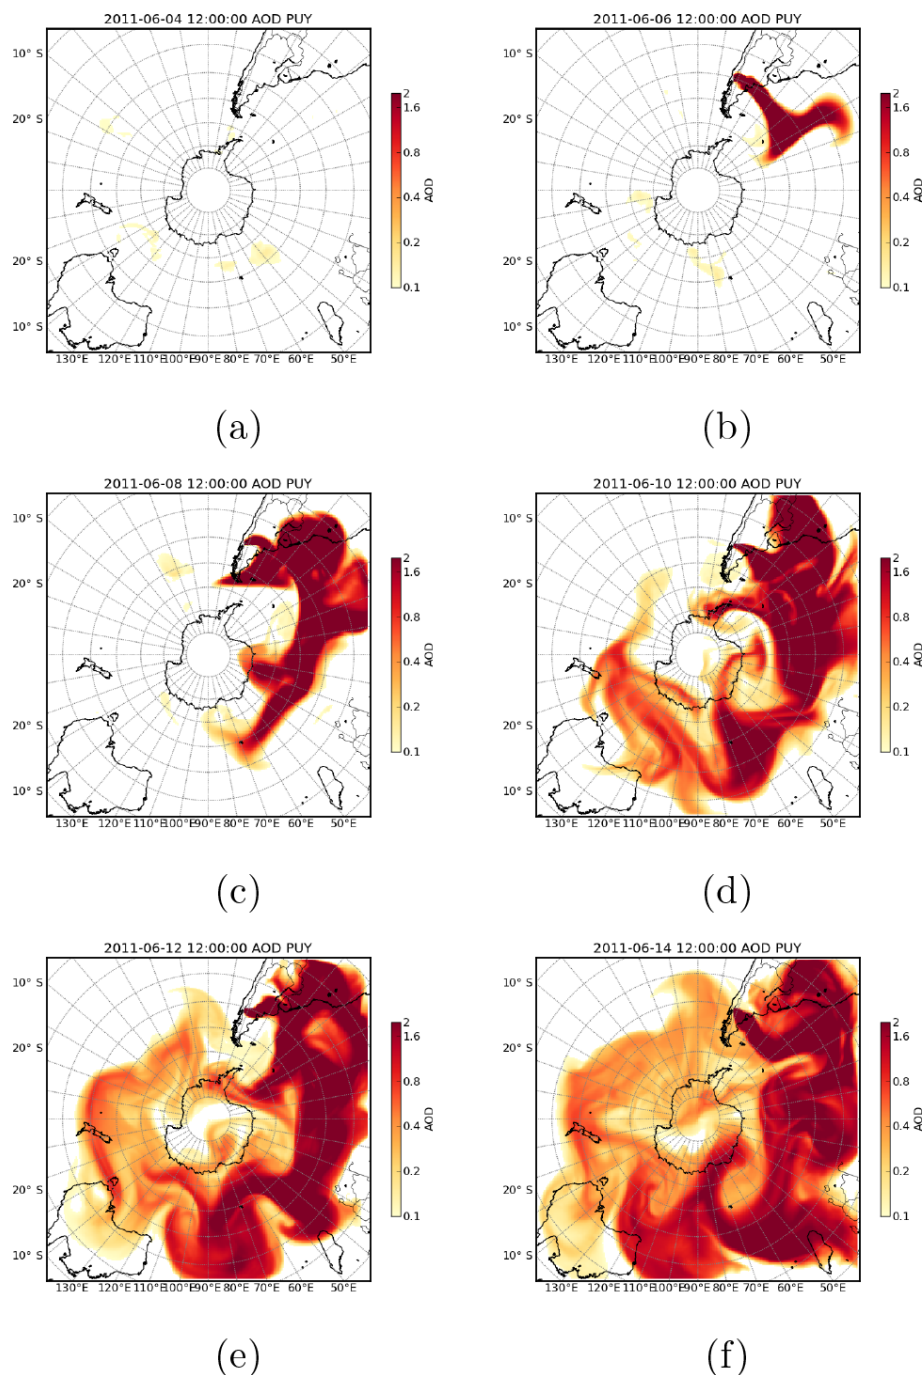 2011-06-04 12:00:00 AOD PUY
10° S
20° S
20° S
10° S
130°E 120°E 110°E 100°E 90°E 80°E 70°E 60°E 50°E
2
1.6
0.8
0.4
0.2
0.1
AOD
(a)
2011-06-06 12:00:00 AOD PUY
10° S
20° S
20° S
10° S
130°E 120°E 110°E 100°E 90°E 80°E 70°E 60°E 50°E
2
1.6
0.8
0.4
0.2
0.1
AOD
(b)
2011-06-08 12:00:00 AOD PUY
10° S
20° S
20° S
10° S
130°E 120°E 110°E 100°E 90°E 80°E 70°E 60°E 50°E
2
1.6
0.8
0.4
0.2
0.1
AOD
(c)
2011-06-10 12:00:00 AOD PUY
10° S
20° S
20° S
10° S
130°E 120°E 110°E 100°E 90°E 80°E 70°E 60°E 50°E
2
1.6
0.8
0.4
0.2
0.1
AOD
(d)
2011-06-12 12:00:00 AOD PUY
10° S
20° S
20° S
10° S
130°E 120°E 110°E 100°E 90°E 80°E 70°E 60°E 50°E
2
1.6
0.8
0.4
0.2
0.1
AOD
(e)
2011-06-14 12:00:00 AOD PUY
10° S
20° S
20° S
10° S
130°E 120°E 110°E 100°E 90°E 80°E 70°E 60°E 50°E
2
1.6
0.8
0.4
0.2
0.1
AOD
(f)